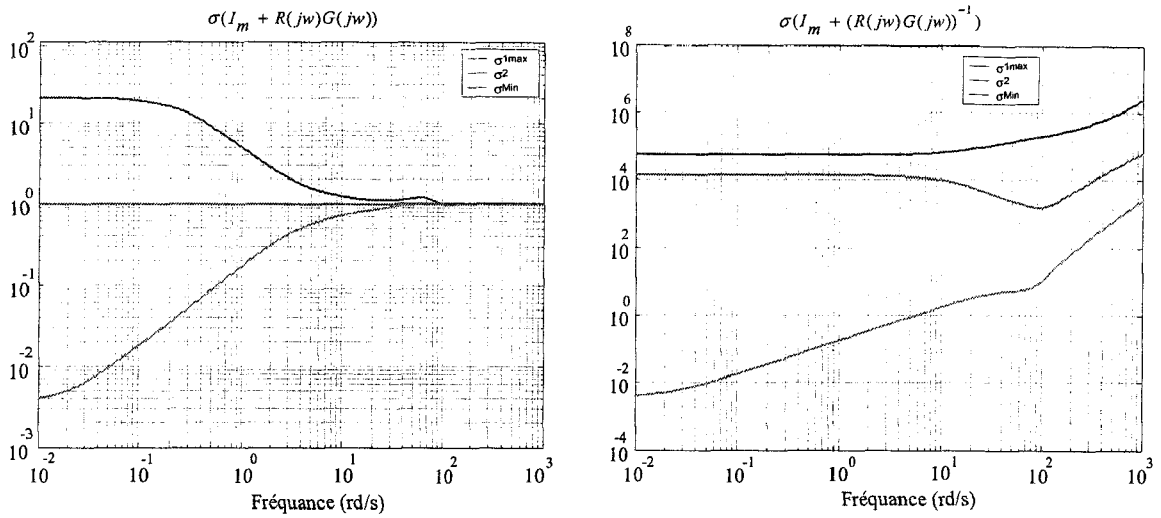 σ(I_m + R(jw)G(jw))
10^2
10^1
10^0
10^-1
10^-2
10^-3
σ1max
σ2
σMin
10^-2 10^-1 10^0 10^1 10^2 10^3
Fréquance (rd/s)
σ(I_m + (R(jw)G(jw))^-1)
10^8
10^6
10^4
10^2
10^0
10^-2
10^-4
σ1max
σ2
σMin
10^-2 10^-1 10^0 10^1 10^2 10^3
Fréquance (rd/s)